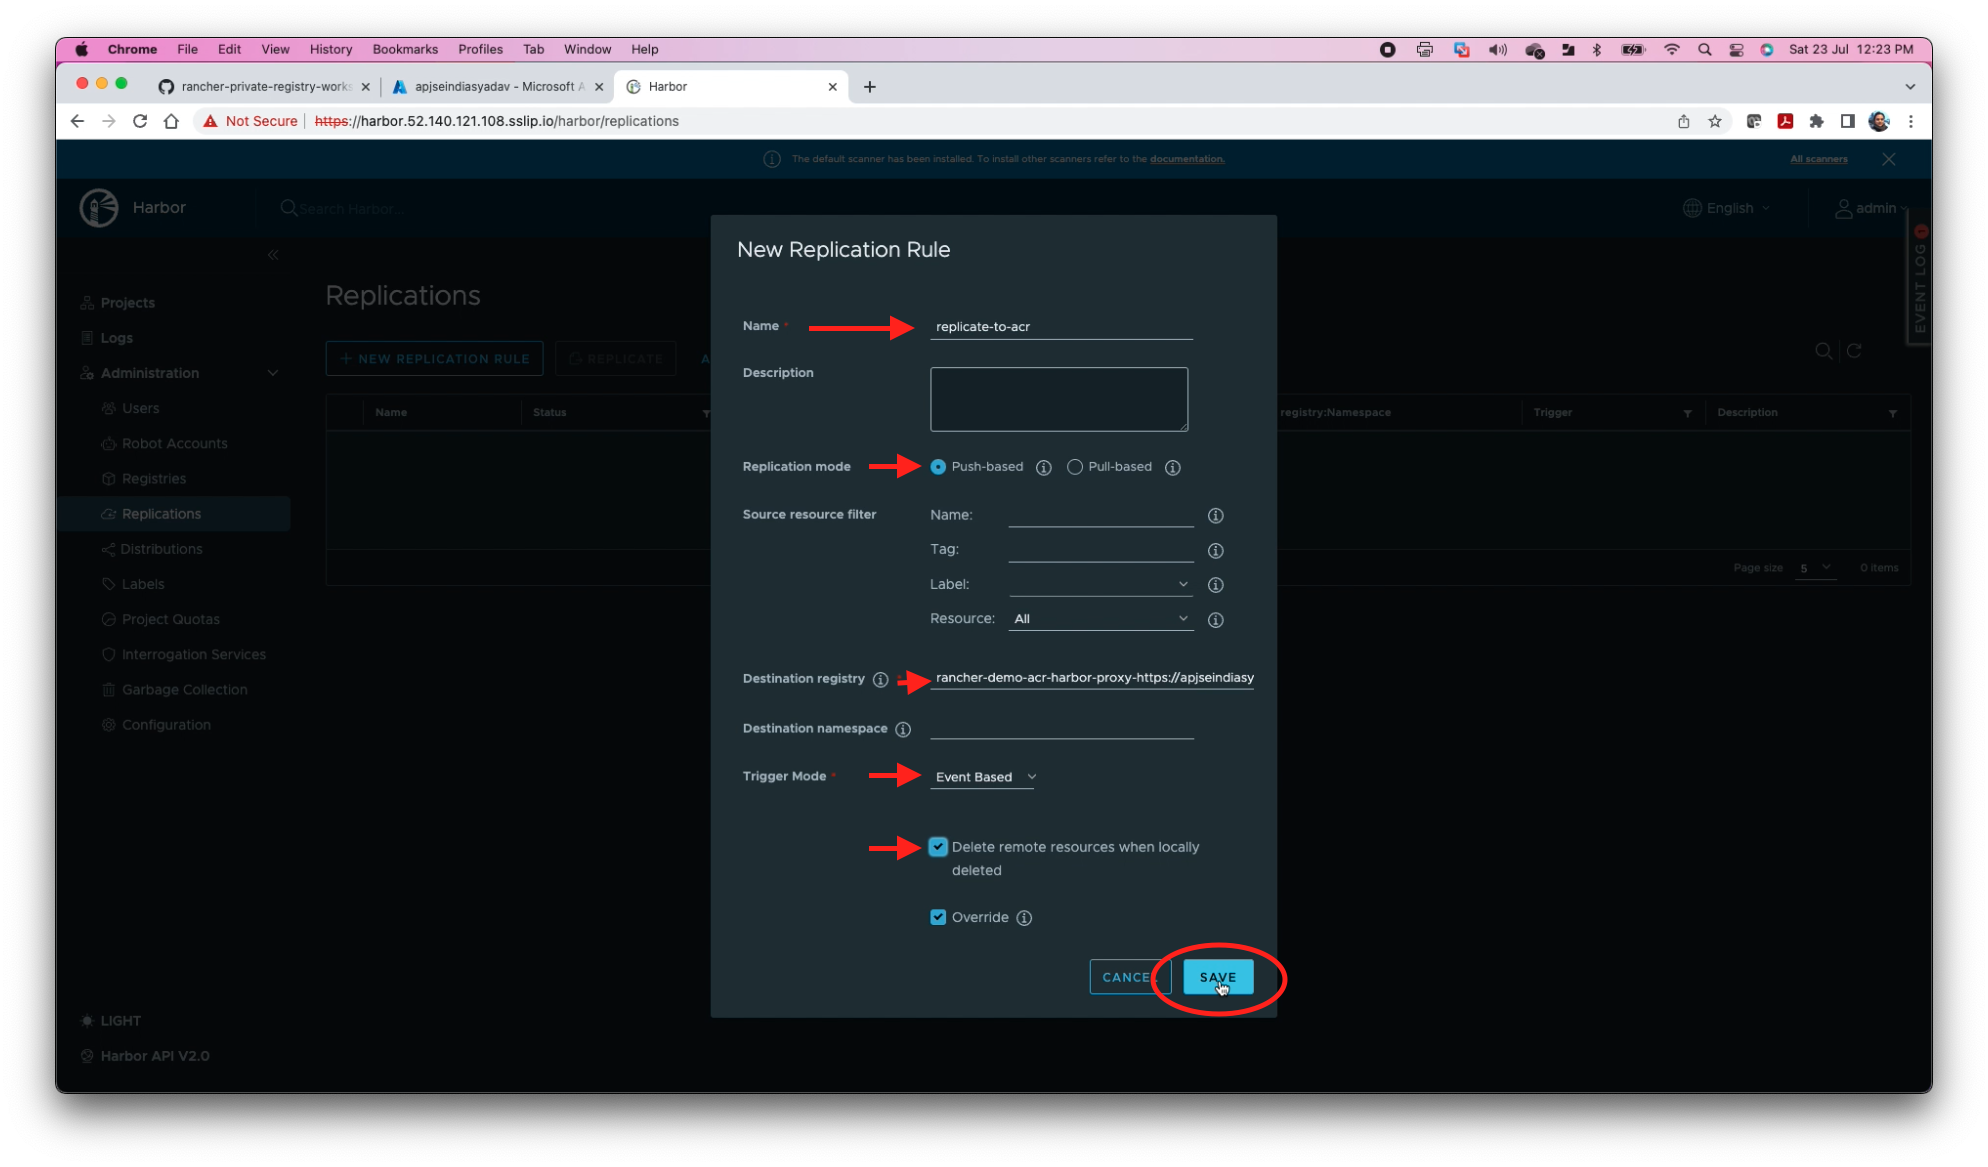 Chrome File Edit View History Bookmarks Profiles Tab Window Help Sat 23 Jul 12:23 PM
rancher-private-registry-works apjseindiasyadav - Microsoft A Harbor
Not Secure https://harbor.52.140.121.108.sslip.io/harbor/replications
The default scanner has been installed. To install other scanners refer to the documentation. All scanners
Harbor Search Harbor... English admin
EVENT LOG 1
Projects
Logs
Administration
Users
Robot Accounts
Registries
Replications
Distributions
Labels
Project Quotas
Interrogation Services
Garbage Collection
Configuration
LIGHT
Harbor API V2.0
Replications
NEW REPLICATION RULE REPLICATE A
Name Status registry:Namespace Trigger Description
Page size 5 0 items
New Replication Rule
Name * replicate-to-acr
Description
Replication mode Push-based Pull-based
Source resource filter Name:
Tag:
Label:
Resource: All
Destination registry * rancher-demo-acr-harbor-proxy-https://apjseindiasy
Destination namespace
Trigger Mode * Event Based
Delete remote resources when locally
deleted
Override
CANCEL SAVE